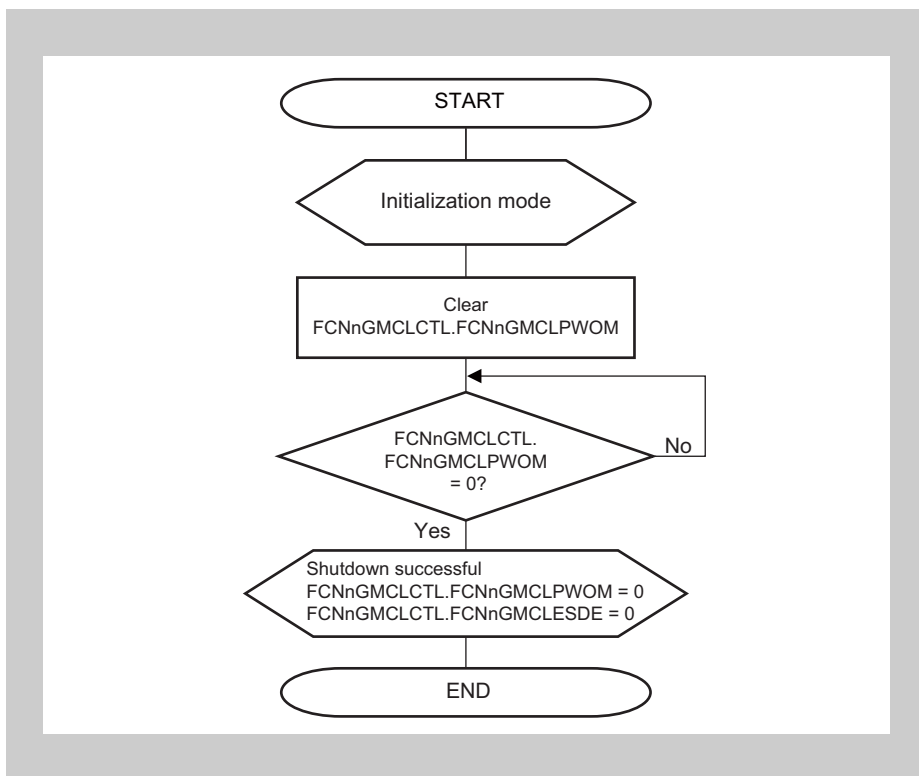 START
Initialization mode
Clear
FCNnGMCLCTL.FCNnGMCLPWOM
FCNnGMCLCTL.
FCNnGMCLPWOM
= 0?
No
Yes
Shutdown successful
FCNnGMCLCTL.FCNnGMCLPWOM = 0
FCNnGMCLCTL.FCNnGMCLESDE = 0
END